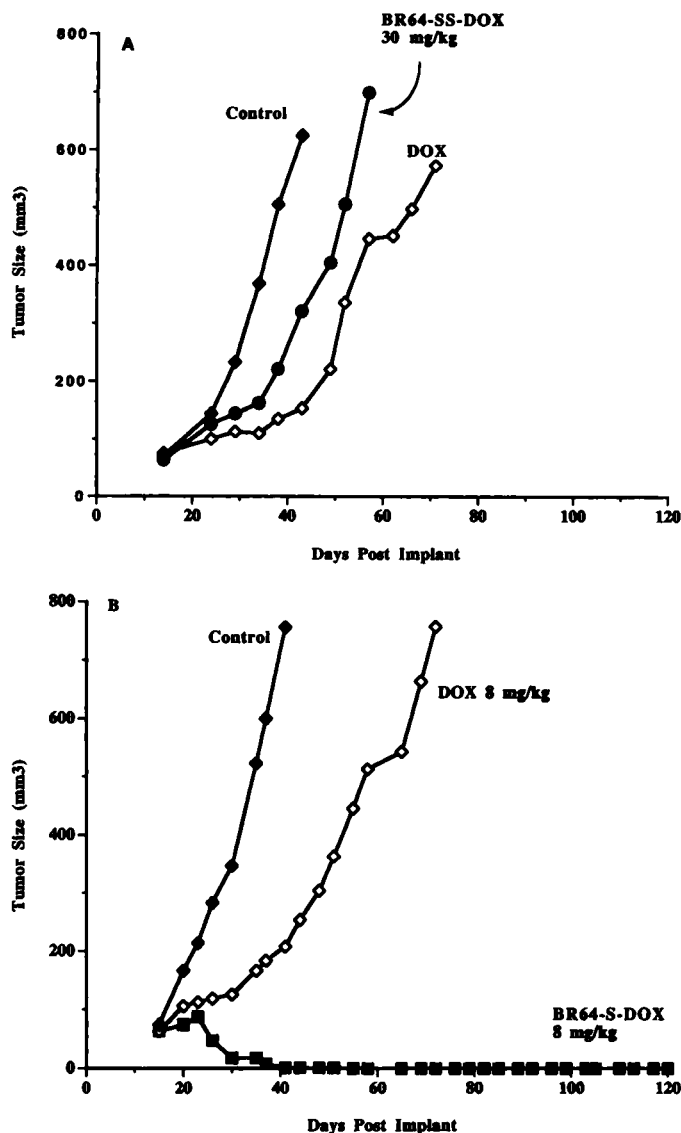 A
BR64-SS-DOX
30 mg/kg
Control
DOX
800
600
400
200
0
Tumor Size (mm3)
0 20 40 60 80 100 120
Days Post Implant
B
Control
DOX 8 mg/kg
BR64-S-DOX
8 mg/kg
800
600
400
200
0
Tumor Size (mm3)
0 20 40 60 80 100 120
Days Post Implant